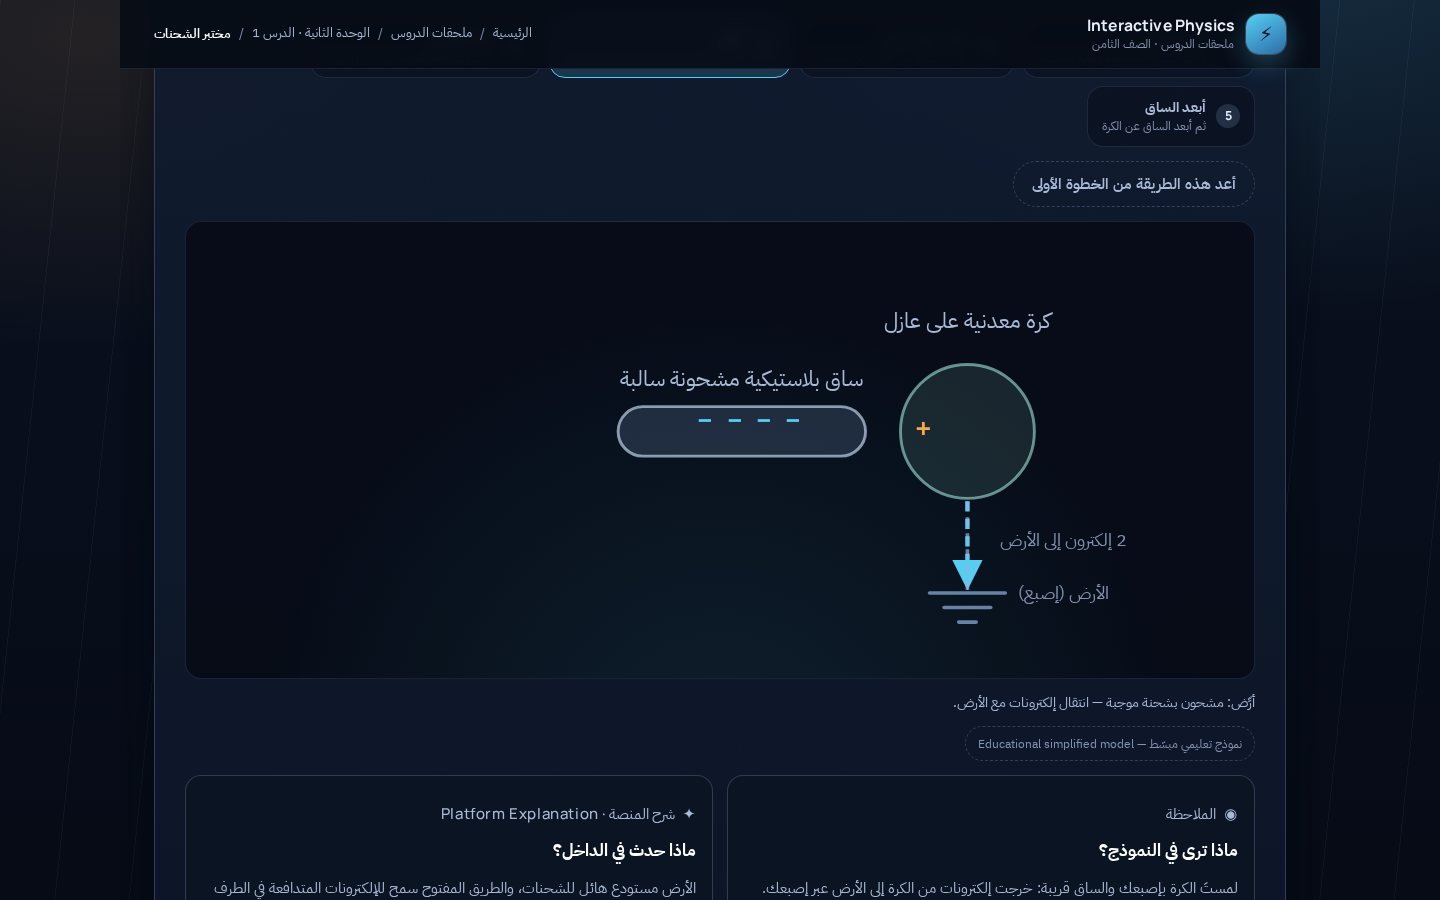 Interactive Physics
ملحقات الدروس · الصف الثامن
الرئيسية / ملحقات الدروس / الوحدة الثانية · الدرس 1 / مختبر الشحنات
5
أبعد الساق
ثم أبعد الساق عن الكرة
أعد هذه الطريقة من الخطوة الأولى
كرة معدنية على عازل
ساق بلاستيكية مشحونة سالبة
− − − −
+
2 إلكترون إلى الأرض
الأرض (إصبع)
أرِّض: مشحون بشحنة موجبة — انتقال إلكترونات مع الأرض.
نموذج تعليمي مبسّط — Educational simplified model
◉ الملاحظة
ماذا ترى في النموذج؟
لمستَ الكرة بإصبعك والساق قريبة: خرجت إلكترونات من الكرة إلى الأرض عبر إصبعك.
✦ شرح المنصة · Platform Explanation
ماذا حدث في الداخل؟
الأرض مستودع هائل للشحنات، والطريق المفتوح سمح للإلكترونات المتدافعة في الطرف